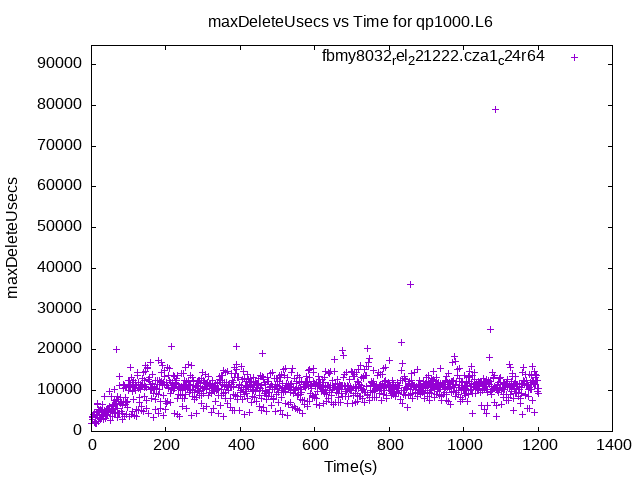 maxDeleteUsecs vs Time for qp1000.L6
fbmy8032rel221222.cza1c24r64
90000
80000
70000
60000
50000
40000
30000
20000
10000
0
maxDeleteUsecs
0 200 400 600 800 1000 1200 1400
Time(s)